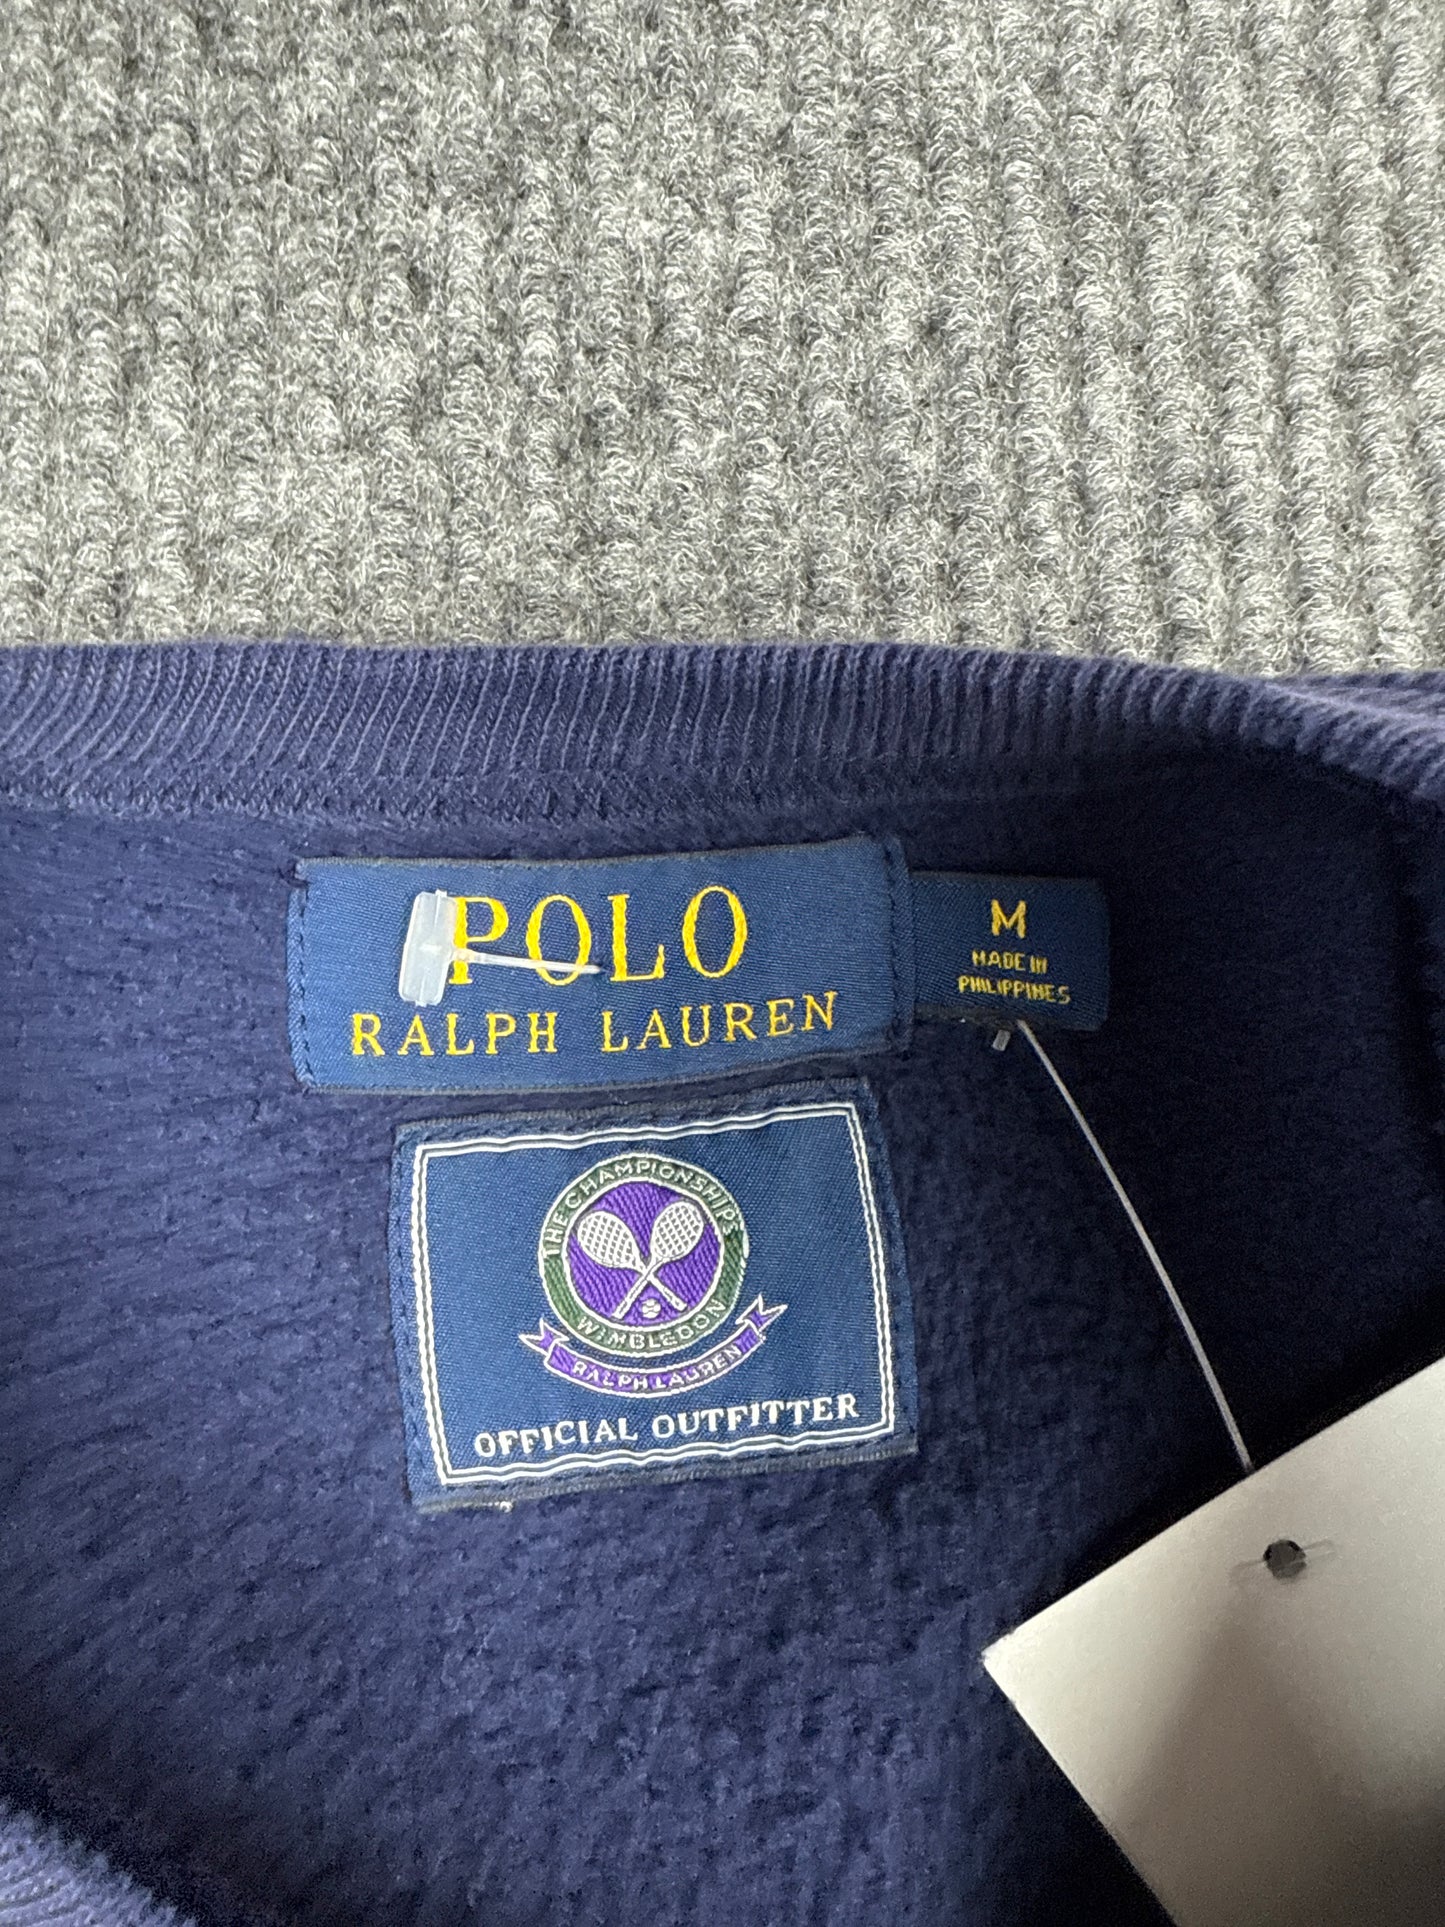 POLO
RALPH LAUREN
M
MADE IN
PHILIPPINES
THE CHAMPIONSHIPS
WIMBLEDON
RALPH LAUREN
OFFICIAL OUTFITTER